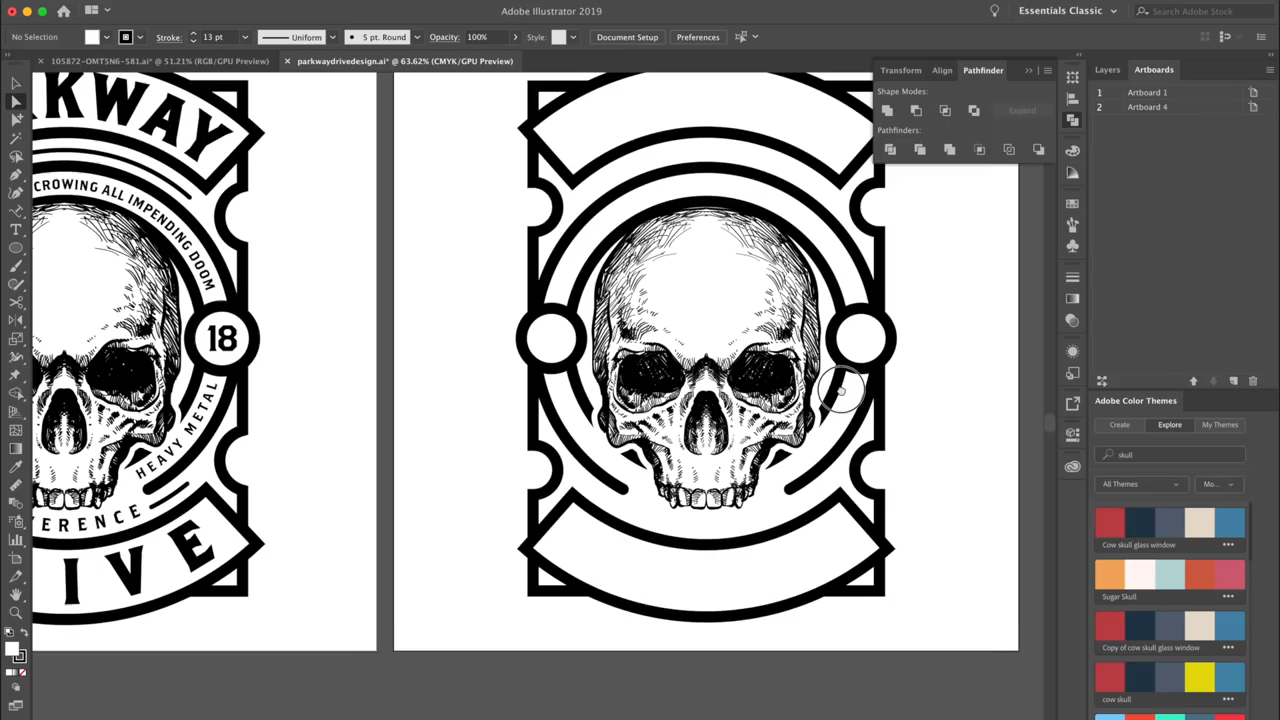 Adobe Illustrator 2019
Essentials Classic
Search Adobe Stock
No Selection
Stroke:
13 pt
Uniform
5 pt. Round
Opacity:
100%
Style:
Document Setup
Preferences
105872-OMT5N6-581.ai* @ 51.21% (RGB/GPU Preview)
parkwaydrivedesign.ai* @ 63.62% (CMYK/GPU Preview)
Transform
Align
Pathfinder
Shape Modes:
Expand
Pathfinders:
Layers
Artboards
1 Artboard 1
2 Artboard 4
RKWAY
CROWING ALL IMPENDING DOOM
18
HEAVY METAL
VERENCE
IVE
Adobe Color Themes
Create
Explore
My Themes
skull
All Themes
Mo...
Cow skull glass window
Sugar Skull
Copy of cow skull glass window
cow skull